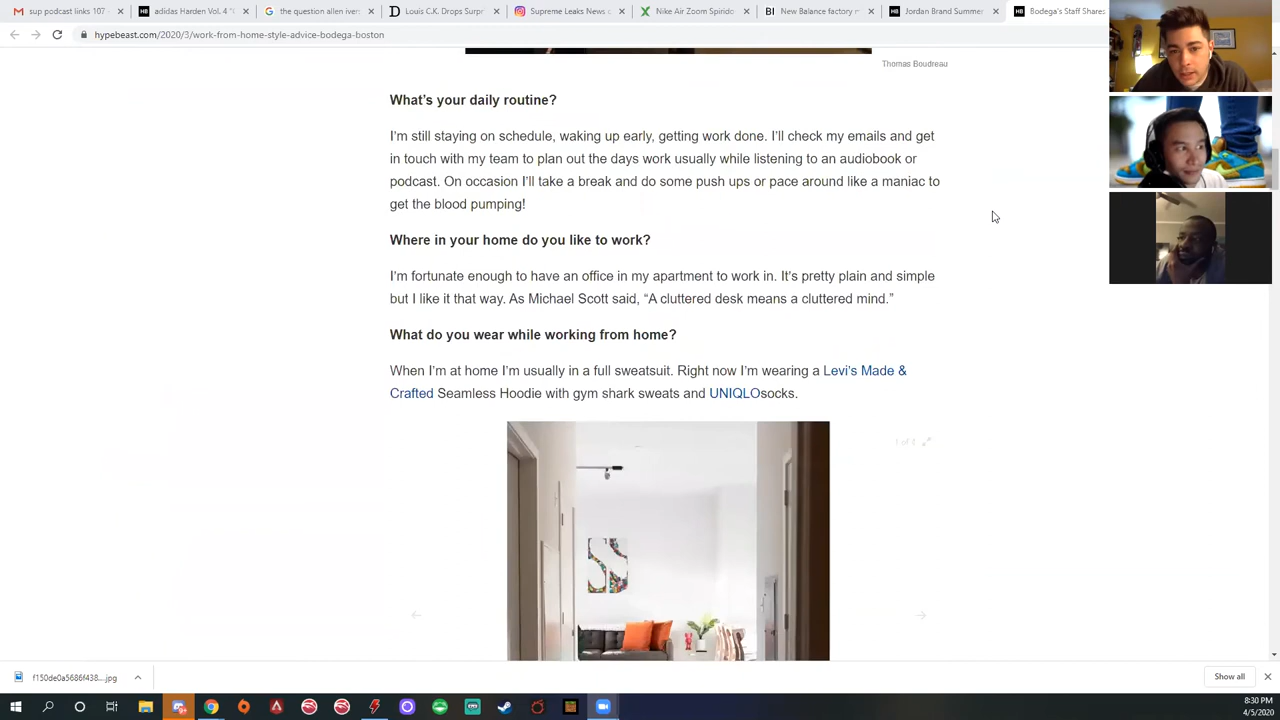 sup podcast links 107 -
adidas Harden Vol. 4 "C
the question allen ivers
Louis C.K. Drops Surpr
Supreme Leaks News c
Nike Air Zoom Spirido
New Balance factory m
Jordan Brand Summer
Bodega's Staff Shares T
hypebeast.com/2020/3/work-from-home-style-advice-bodega-boston
Thomas Boudreau
What's your daily routine?
I'm still staying on schedule, waking up early, getting work done. I'll check my emails and get
in touch with my team to plan out the days work usually while listening to an audiobook or
podcast. On occasion I'll take a break and do some push ups or pace around like a maniac to
get the blood pumping!
Where in your home do you like to work?
I'm fortunate enough to have an office in my apartment to work in. It's pretty plain and simple
but I like it that way. As Michael Scott said, “A cluttered desk means a cluttered mind.”
What do you wear while working from home?
When I'm at home I'm usually in a full sweatsuit. Right now I'm wearing a Levi's Made &
Crafted Seamless Hoodie with gym shark sweats and UNIQLOsocks.
f150de0a5686f438....jpg
Show all
8:30 PM
4/5/2020